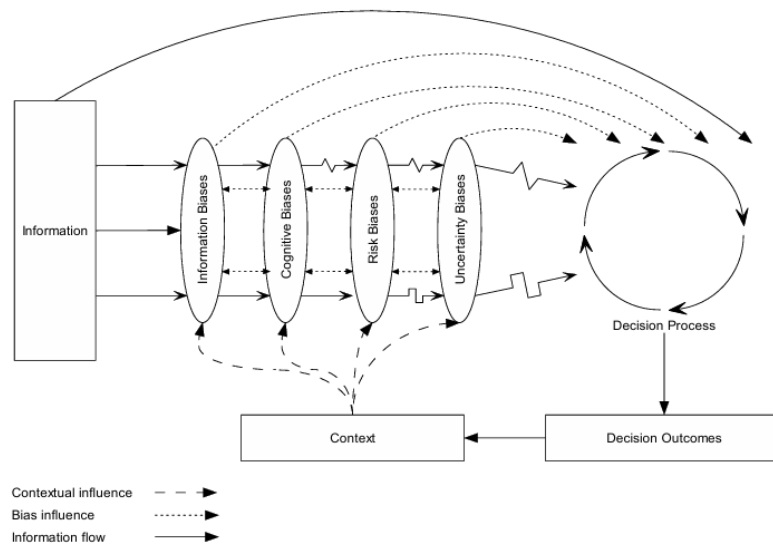 Information
Information Biases
Cognitive Biases
Risk Biases
Uncertainty Biases
Decision Process
Context
Decision Outcomes
Contextual influence
Bias influence
Information flow